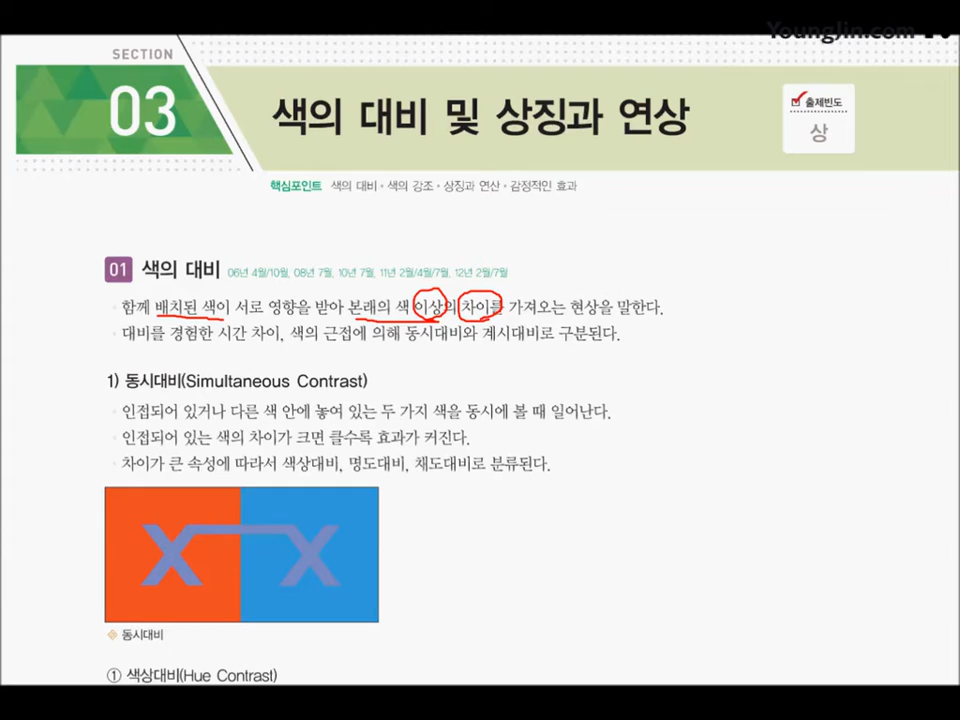 YoungJin.com
SECTION
03
색의 대비 및 상징과 연상
출제빈도
상
핵심포인트 색의 대비 · 색의 강조 · 상징과 연산 · 감정적인 효과
01 색의 대비 06년 4월/10월, 08년 7월, 10년 7월, 11년 2월/4월/7월, 12년 2월/7월
함께 배치된 색이 서로 영향을 받아 본래의 색 이상의 차이를 가져오는 현상을 말한다.
대비를 경험한 시간 차이, 색의 근접에 의해 동시대비와 계시대비로 구분된다.
1) 동시대비(Simultaneous Contrast)
인접되어 있거나 다른 색 안에 놓여 있는 두 가지 색을 동시에 볼 때 일어난다.
인접되어 있는 색의 차이가 크면 클수록 효과가 커진다.
차이가 큰 속성에 따라서 색상대비, 명도대비, 채도대비로 분류된다.
X X
동시대비
① 색상대비(Hue Contrast)